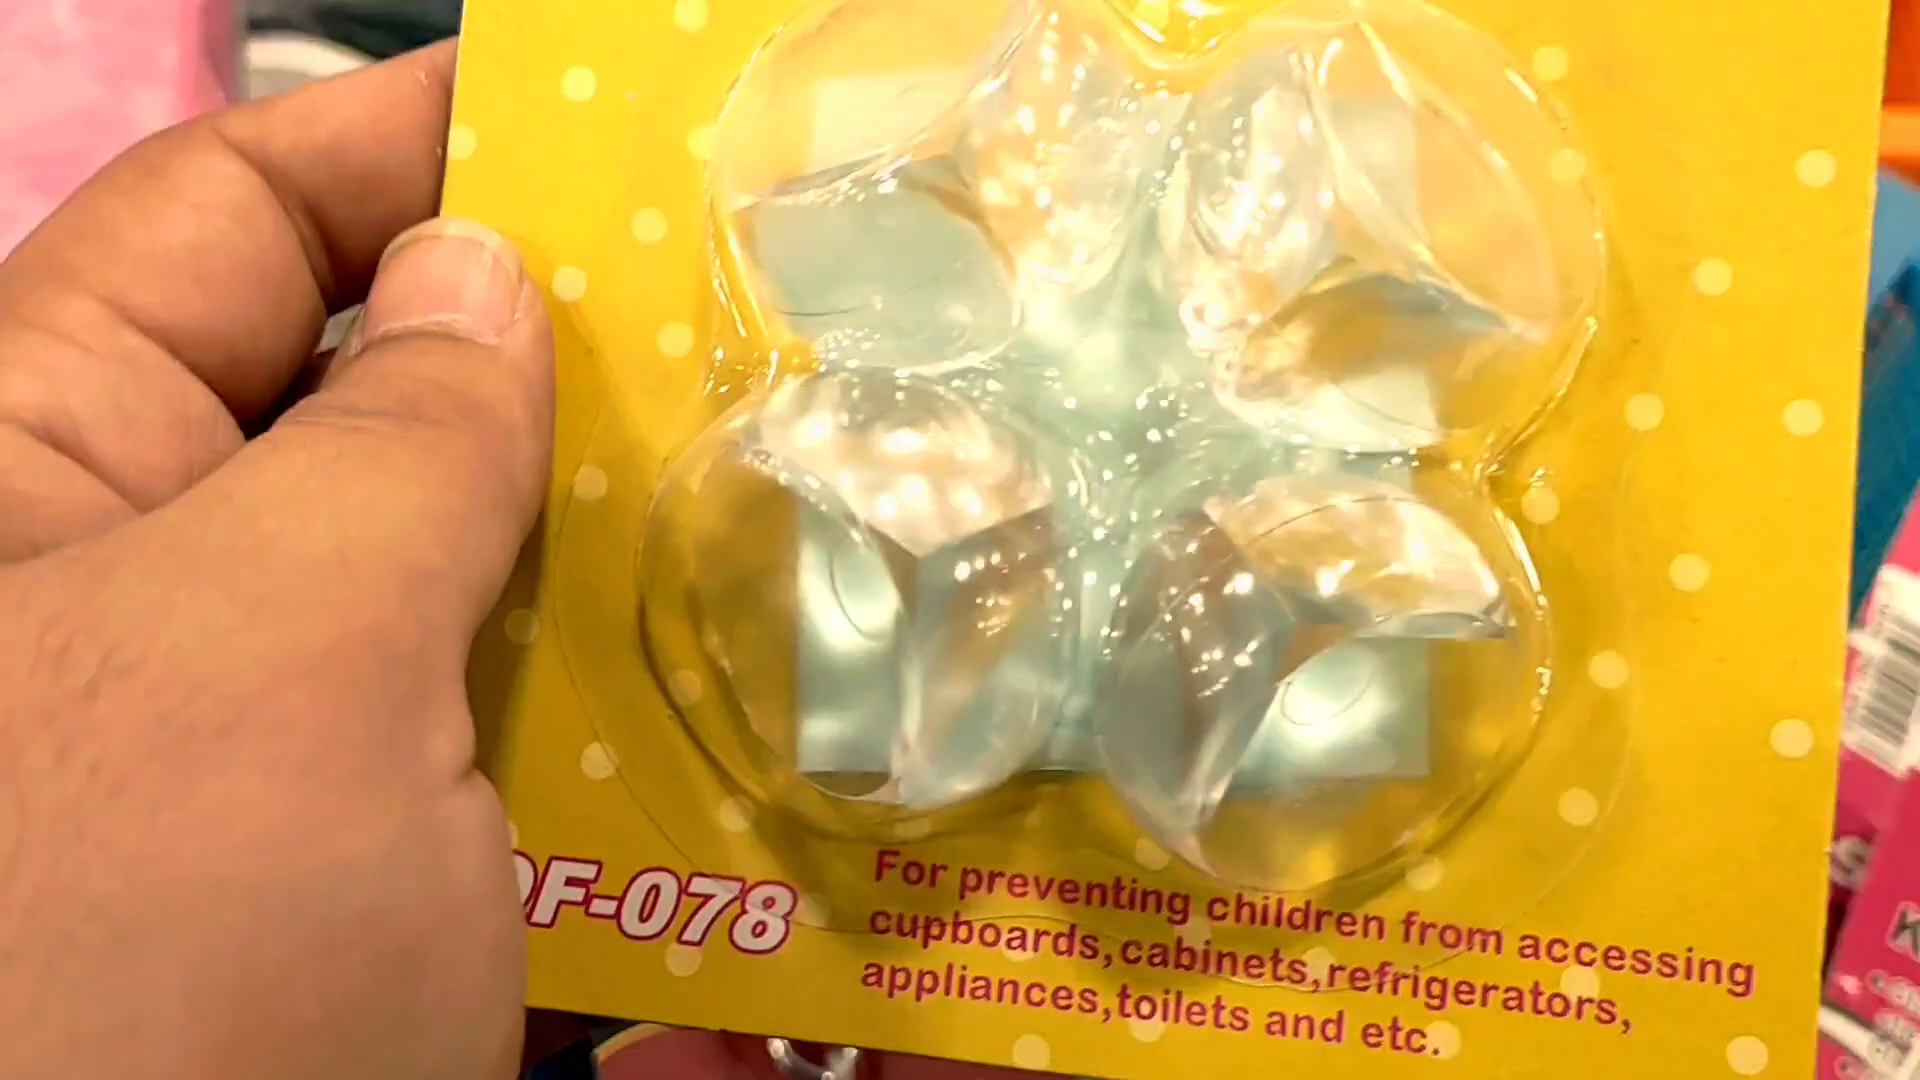 F-078
For preventing children from accessing
cupboards,cabinets,refrigerators,
appliances,toilets and etc.